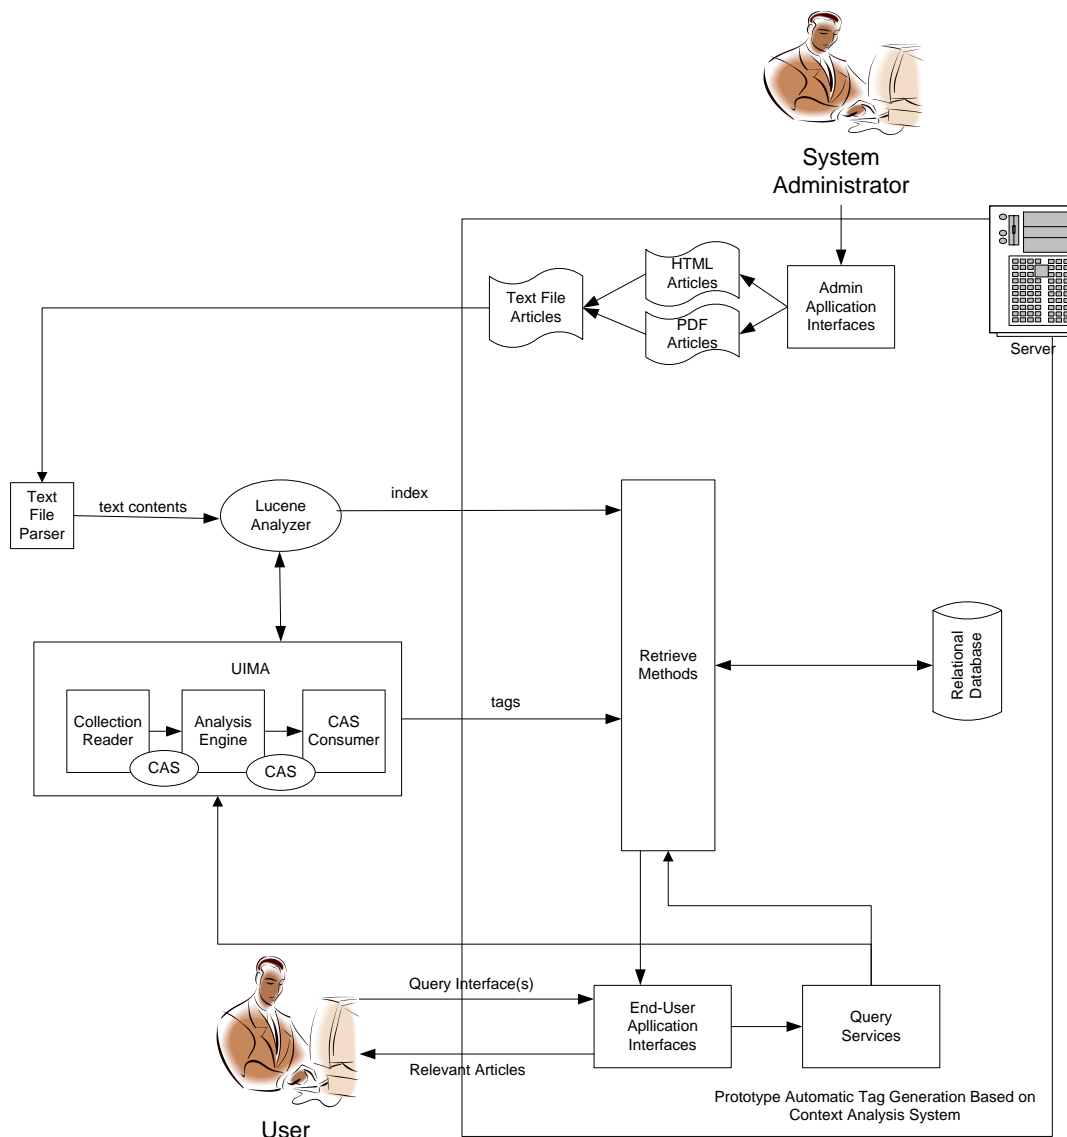 System
Administrator
HTML
Articles
Text File
Articles
PDF
Articles
Admin
Apllication
Interfaces
Server
Text
File
Parser
text contents
Lucene
Analyzer
index
Retrieve
Methods
Relational
Database
UIMA
Collection
Reader
Analysis
Engine
CAS
Consumer
CAS
CAS
tags
Query Interface(s)
End-User
Apllication
Interfaces
Query
Services
Relevant Articles
User
Prototype Automatic Tag Generation Based on
Context Analysis System